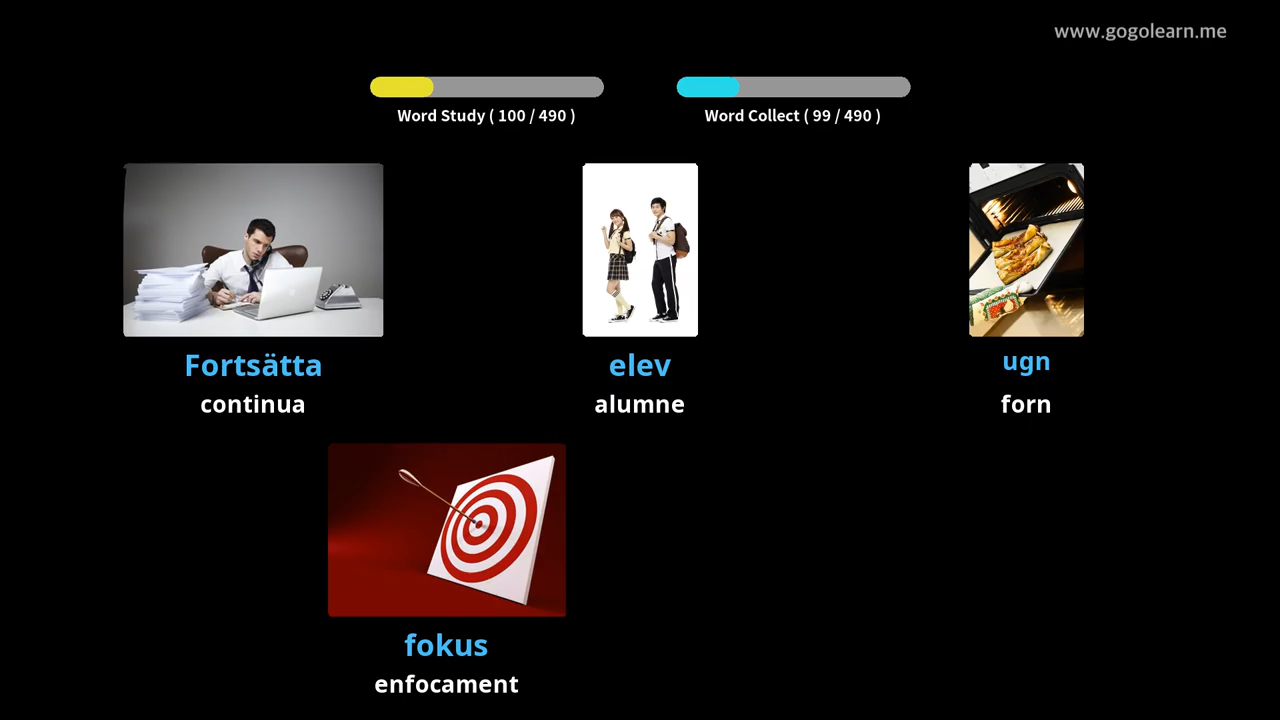 www.gogolearn.me
Word Study ( 100 / 490 )
Word Collect ( 99 / 490 )
Fortsätta
continua
elev
alumne
ugn
forn
fokus
enfocament